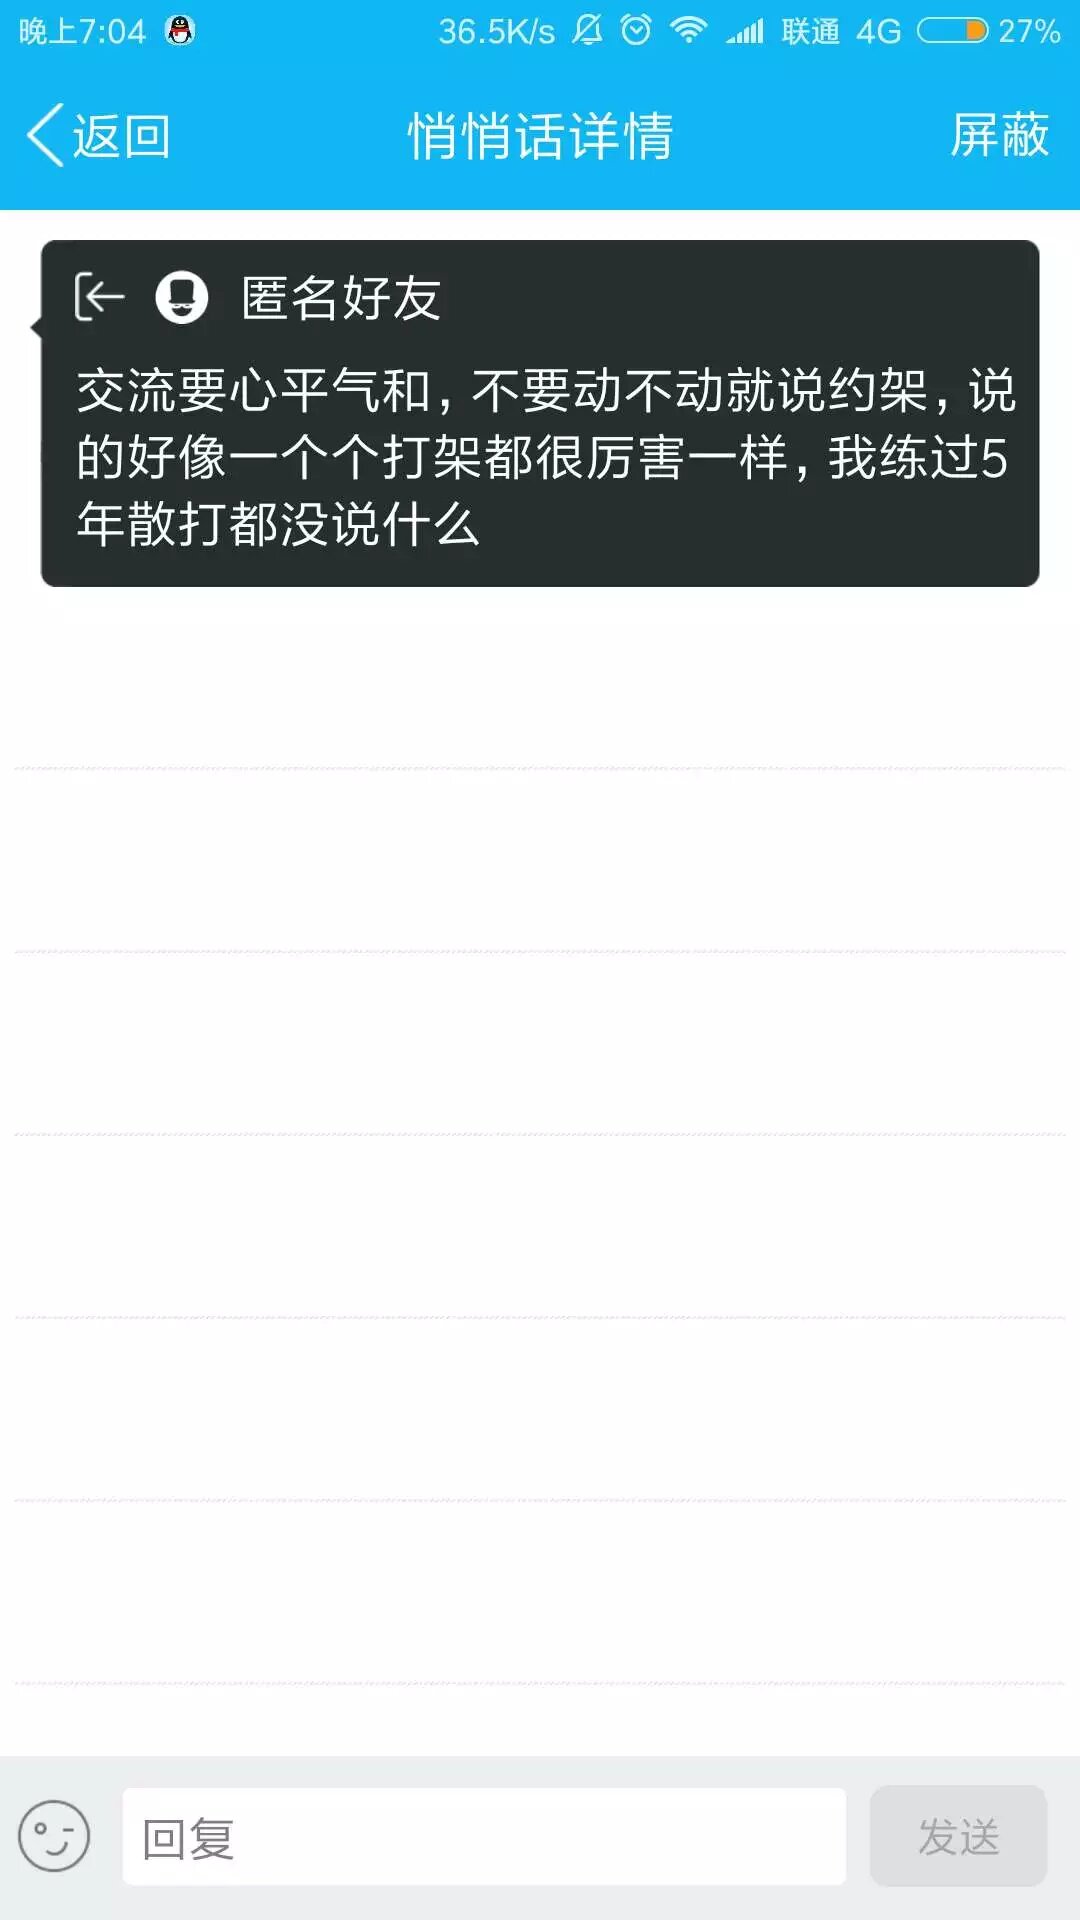 晚上7:04 36.5K/s 联通 4G 27%
返回 悄悄话详情 屏蔽
匿名好友
交流要心平气和，不要动不动就说约架，说
的好像一个个打架都很厉害一样，我练过5
年散打都没说什么
回复 发送